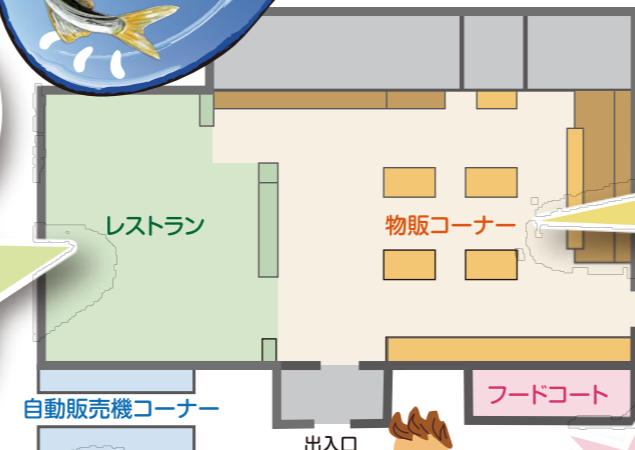 レストラン
物販コーナー
自動販売機コーナー
フードコート
出入口